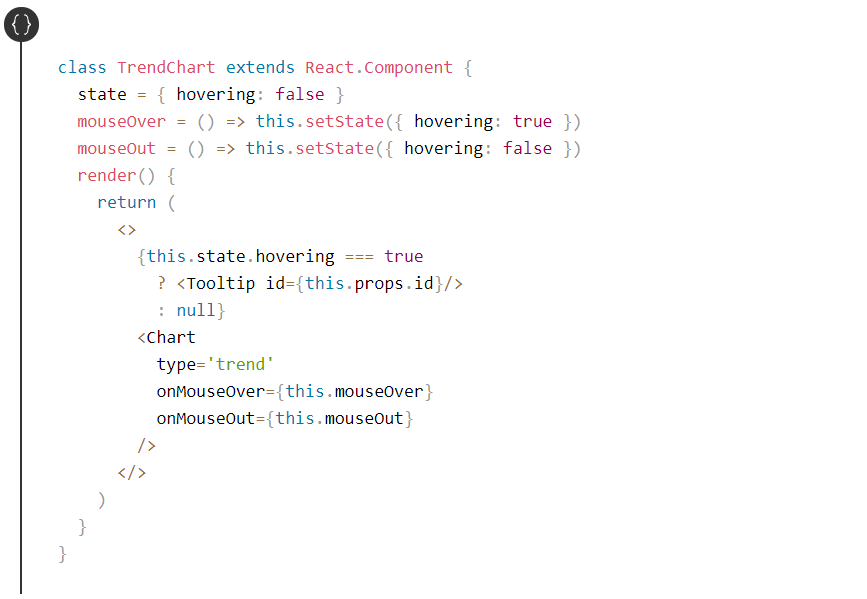 {}
class TrendChart extends React.Component {
  state = { hovering: false }
  mouseOver = () => this.setState({ hovering: true })
  mouseOut = () => this.setState({ hovering: false })
  render() {
    return (
      <>
        {this.state.hovering === true
          ? <Tooltip id={this.props.id}/>
          : null}
        <Chart
          type='trend'
          onMouseOver={this.mouseOver}
          onMouseOut={this.mouseOut}
        />
      </>
    )
  }
}